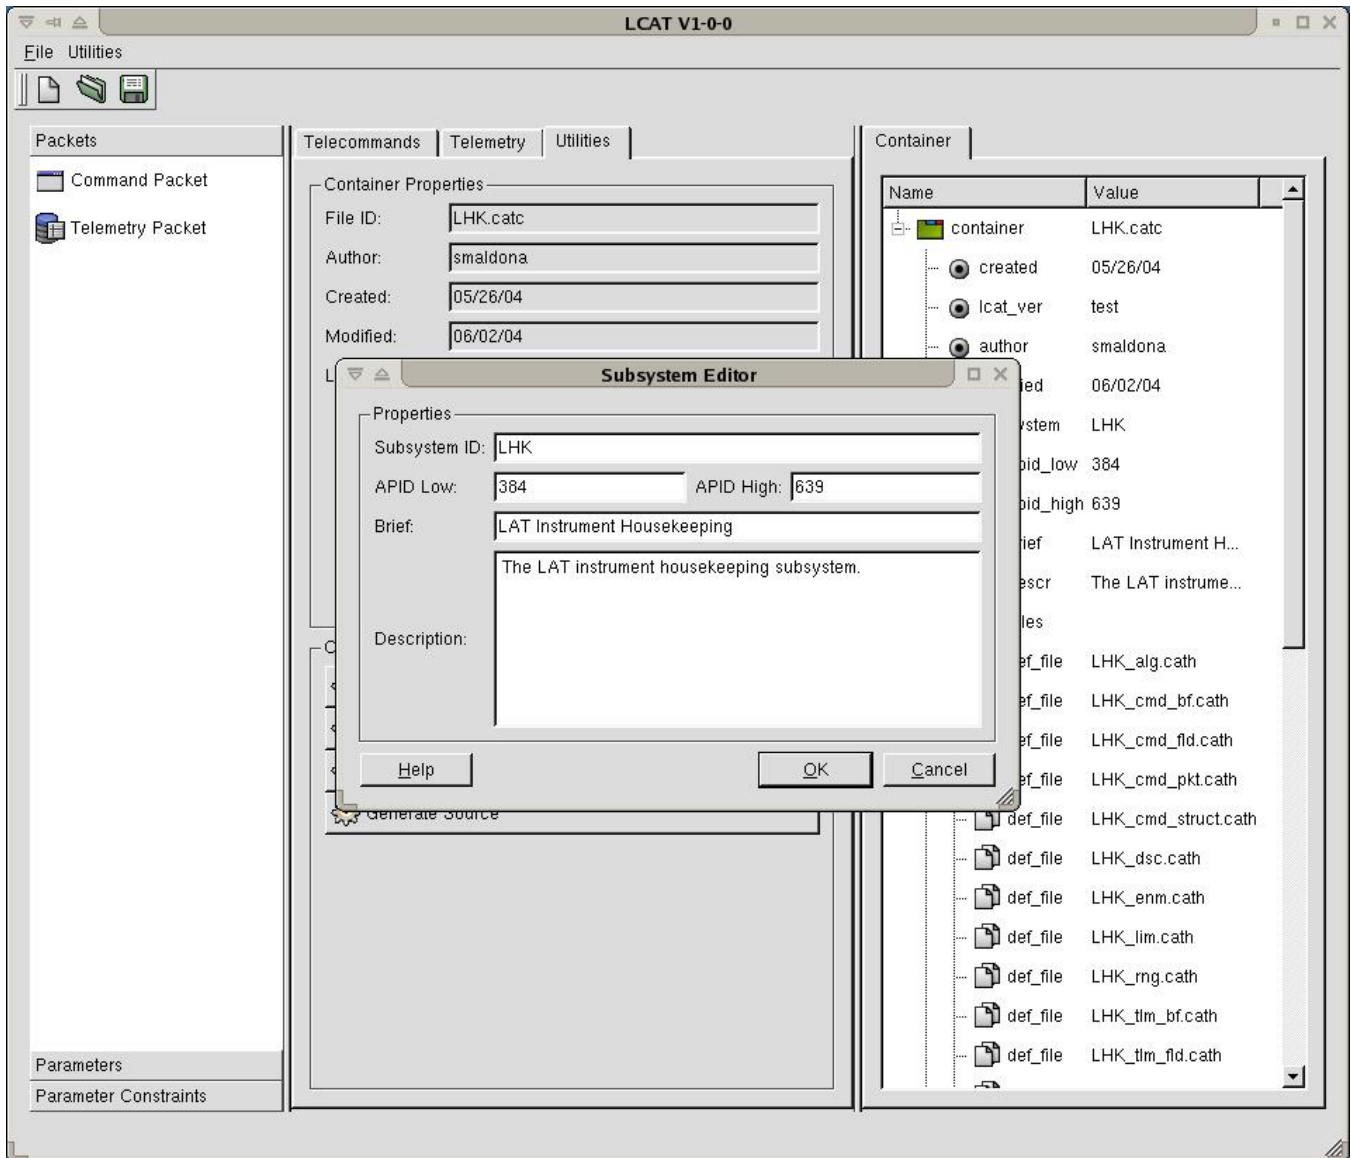 LCAT V1-0-0
File Utilities
Packets
Command Packet
Telemetry Packet
Parameters
Parameter Constraints
Telecommands Telemetry Utilities
Container Properties
File ID: LHK.catc
Author: smaldona
Created: 05/26/04
Modified: 06/02/04
L
Generate Source
Subsystem Editor
Properties
Subsystem ID: LHK
APID Low: 384 APID High: 639
Brief: LAT Instrument Housekeeping
Description: The LAT instrument housekeeping subsystem.
Help OK Cancel
Container
Name Value
container LHK.catc
created 05/26/04
lcat_ver test
author smaldona
ied 06/02/04
stem LHK
pid_low 384
pid_high 639
rief LAT Instrument H...
escr The LAT instrume...
les
ef_file LHK_alg.cath
ef_file LHK_cmd_bf.cath
ef_file LHK_cmd_fld.cath
ef_file LHK_cmd_pkt.cath
def_file LHK_cmd_struct.cath
def_file LHK_dsc.cath
def_file LHK_enm.cath
def_file LHK_lim.cath
def_file LHK_rng.cath
def_file LHK_tlm_bf.cath
def_file LHK_tlm_fld.cath